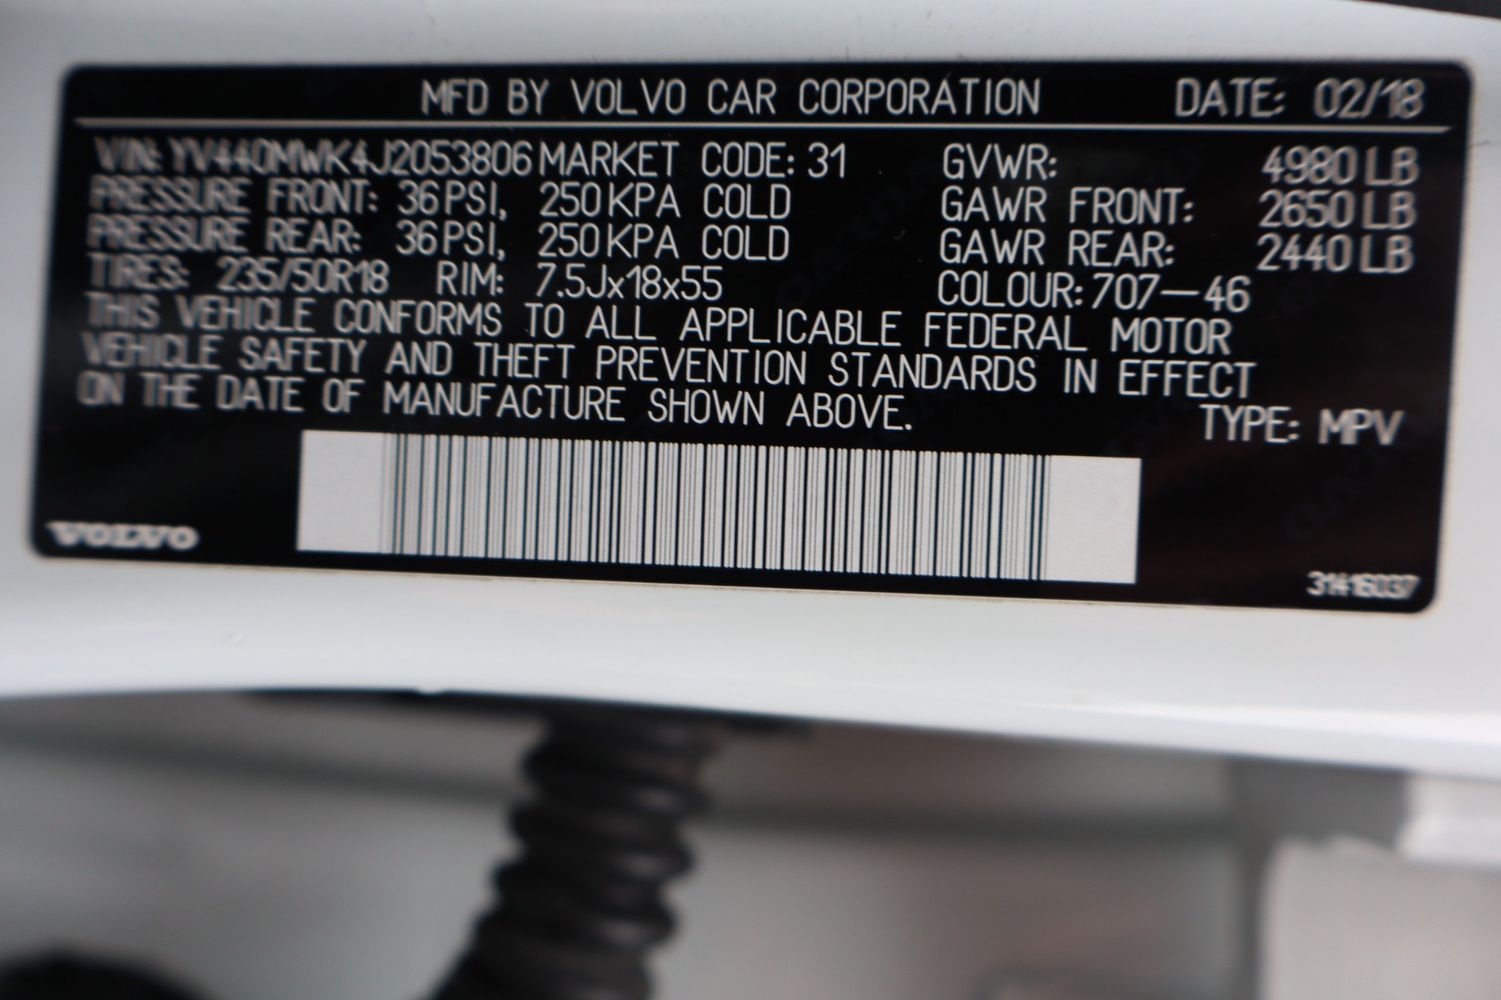 MFD BY VOLVO CAR CORPORATION DATE: 02/18
VIN: YV440MWK4J2053806 MARKET CODE: 31 GVWR: 4980 LB
PRESSURE FRONT: 36 PSI, 250 KPA COLD GAWR FRONT: 2650 LB
PRESSURE REAR: 36 PSI, 250 KPA COLD GAWR REAR: 2440 LB
TIRES: 235/50R18 RIM: 7.5Jx18x55 COLOUR: 707-46
THIS VEHICLE CONFORMS TO ALL APPLICABLE FEDERAL MOTOR
VEHICLE SAFETY AND THEFT PREVENTION STANDARDS IN EFFECT
ON THE DATE OF MANUFACTURE SHOWN ABOVE. TYPE: MPV
VOLVO
31416037